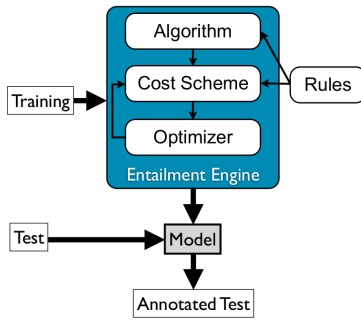 Algorithm
Cost Scheme
Rules
Training
Optimizer
Entailment Engine
Test
Model
Annotated Test